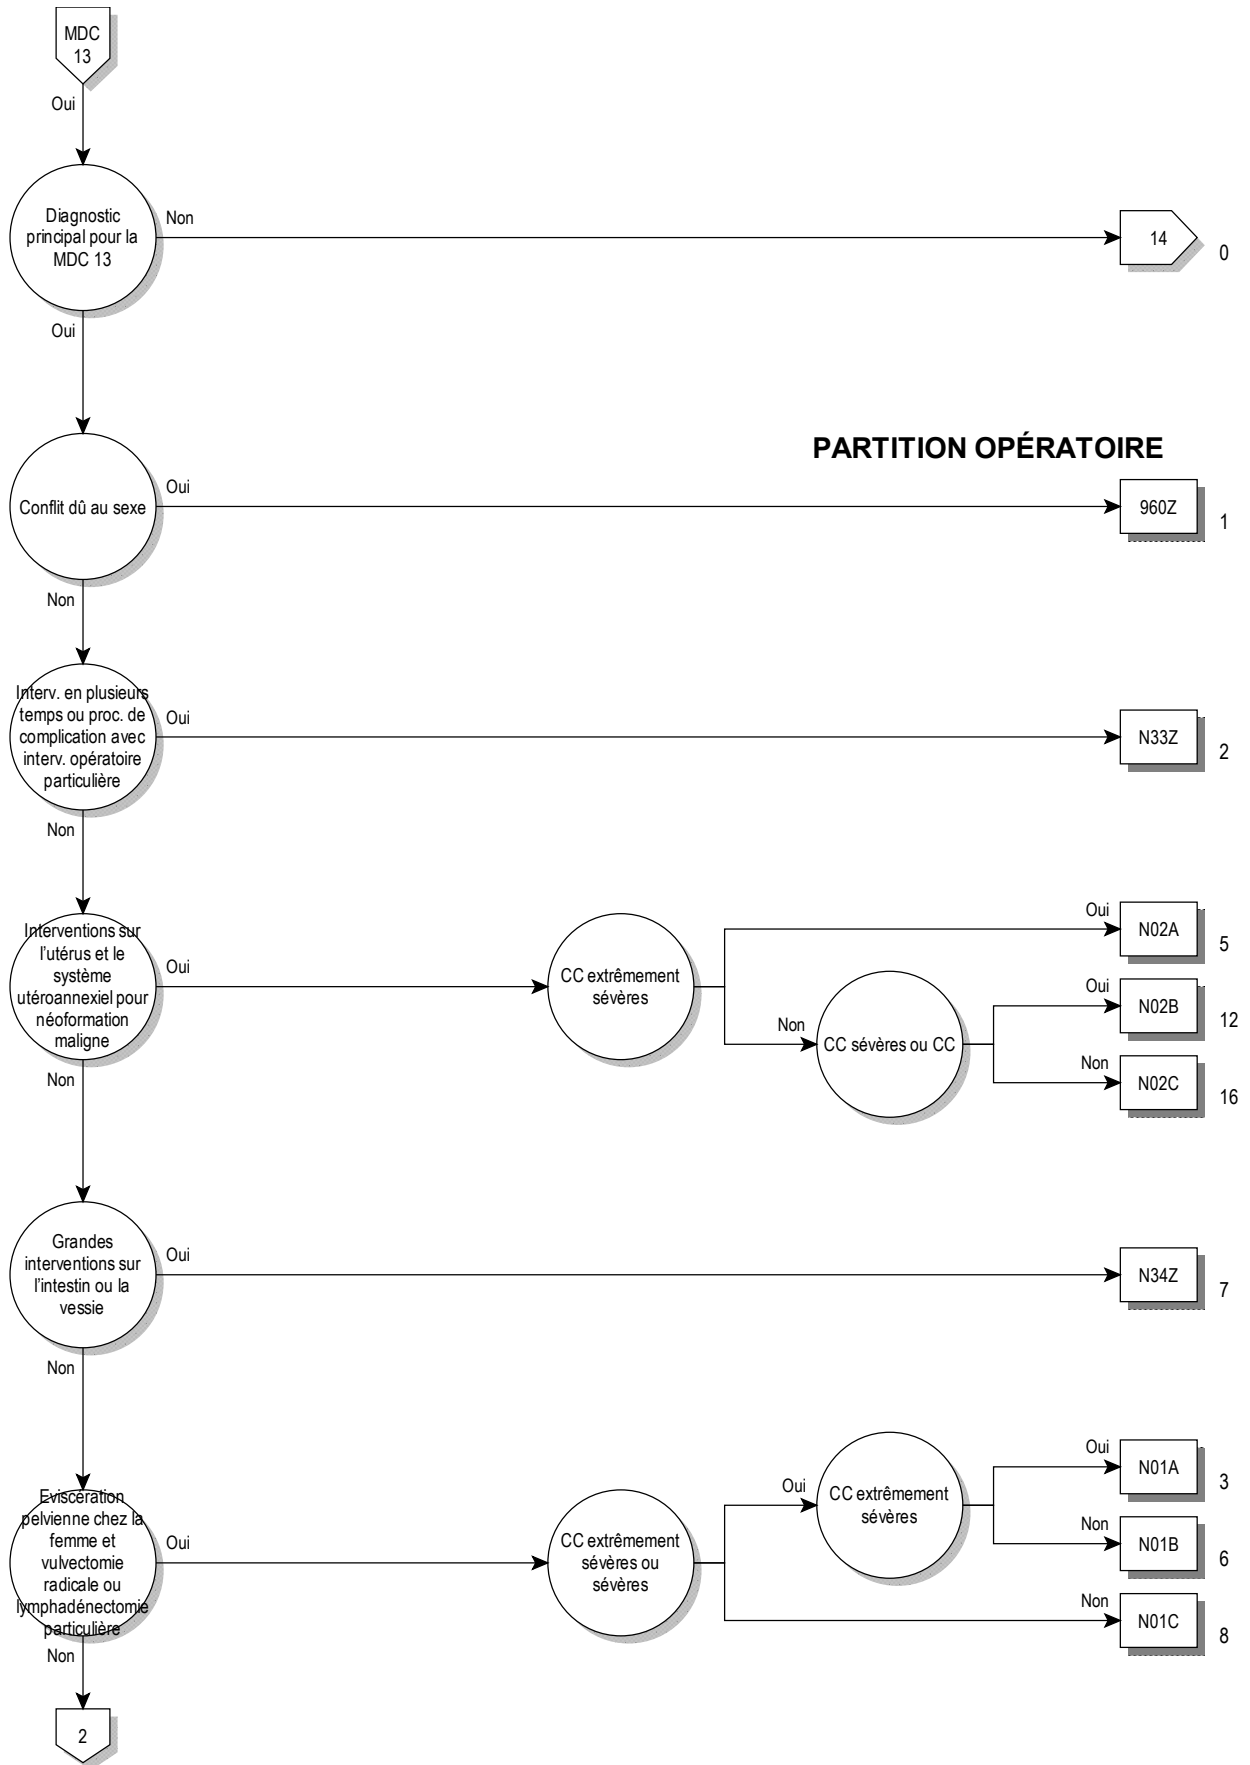 MDC
13
Oui
Diagnostic
principal pour la
MDC 13
Non
14
0
Oui
PARTITION OPÉRATOIRE
Conflit dû au sexe
Oui
960Z
1
Non
Interv. en plusieurs
temps ou proc. de
complication avec
interv. opératoire
particulière
Oui
N33Z
2
Non
Interventions sur
l'utérus et le
système
utéroannexiel pour
néoformation
maligne
Oui
CC extrêmement
sévères
Oui
N02A
5
Non
CC sévères ou CC
Oui
N02B
12
Non
N02C
16
Non
Grandes
interventions sur
l'intestin ou la
vessie
Oui
N34Z
7
Non
Eviscération
pelvienne chez la
femme et
vulvectomie
radicale ou
lymphadénectomie
particulière
Oui
CC extrêmement
sévères ou
sévères
Oui
CC extrêmement
sévères
Oui
N01A
3
Non
N01B
6
Non
N01C
8
Non
2